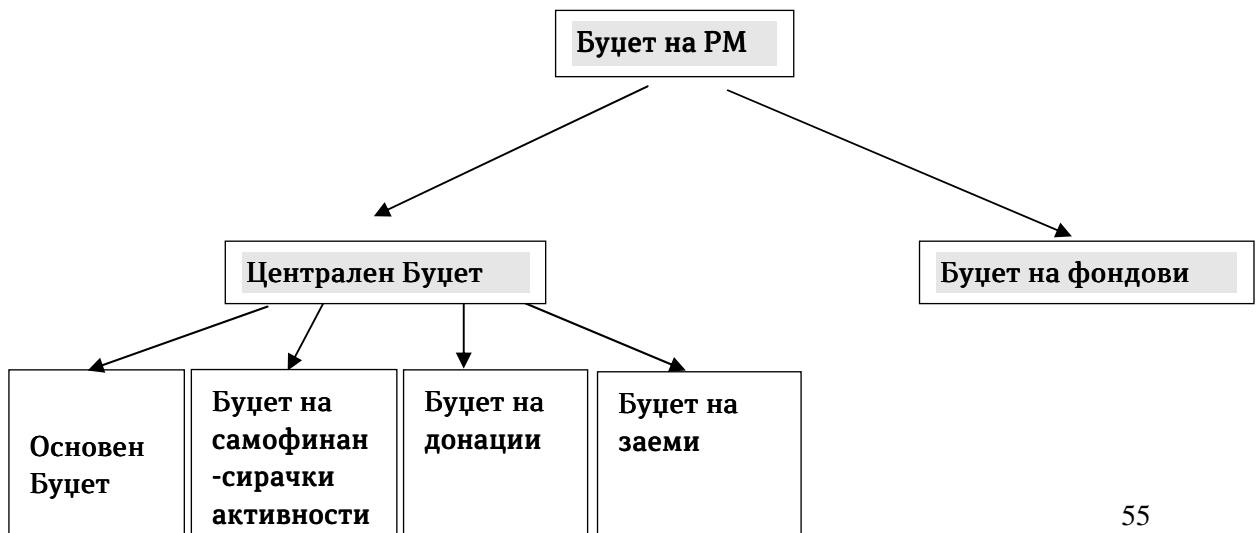 Буџет на РМ
Централен Буџет
Буџет на фондови
Основен
Буџет
Буџет на
самофинан
-сирачки
активности
Буџет на
донации
Буџет на
заеми
55